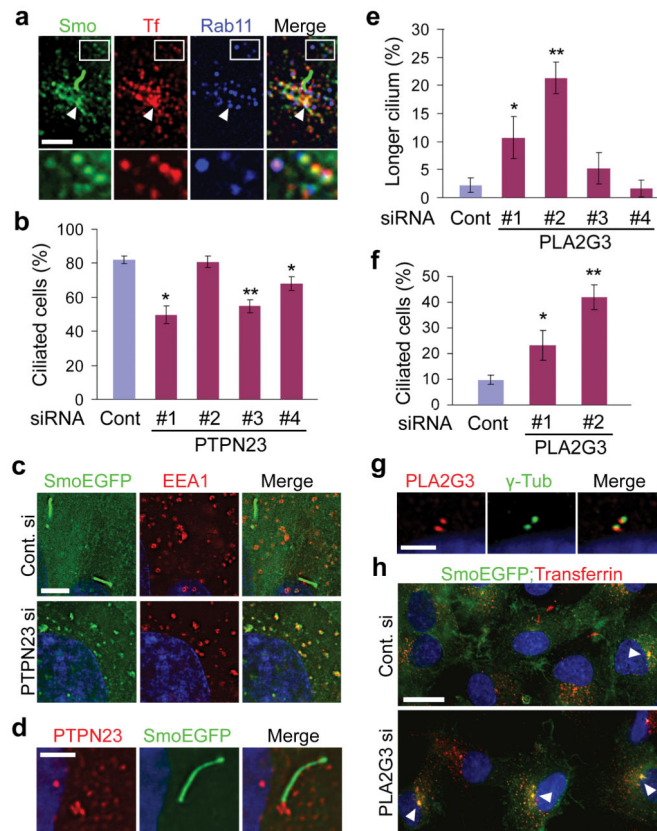 a
Smo Tf Rab11 Merge
b
Ciliated cells (%)
100
80
60
40
20
0
*
**
*
siRNA Cont #1 #2 #3 #4
PTPN23
c
SmoEGFP EEA1 Merge
Cont. si
PTPN23 si
d
PTPN23 SmoEGFP Merge
e
Longer cilium (%)
30
25
20
15
10
5
0
*
**
siRNA Cont #1 #2 #3 #4
PLA2G3
f
Ciliated cells (%)
50
40
30
20
10
0
*
**
siRNA Cont #1 #2
PLA2G3
g
PLA2G3 γ-Tub Merge
h
SmoEGFP;Transferrin
Cont. si
PLA2G3 si